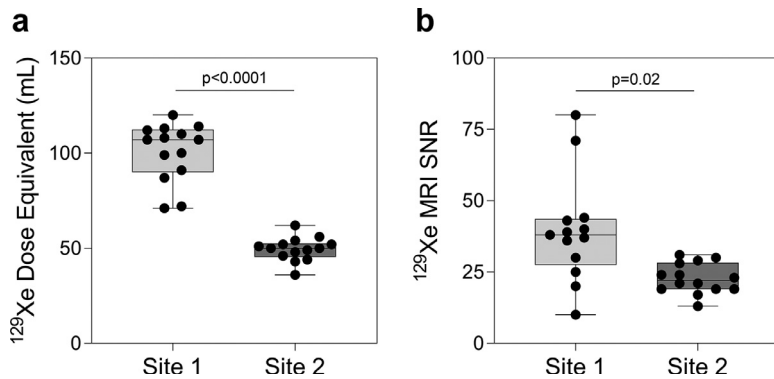 a
150
100
50
0
¹²⁹Xe Dose Equivalent (mL)
p<0.0001
Site 1 Site 2
b
100
75
50
25
0
¹²⁹Xe MRI SNR
p=0.02
Site 1 Site 2